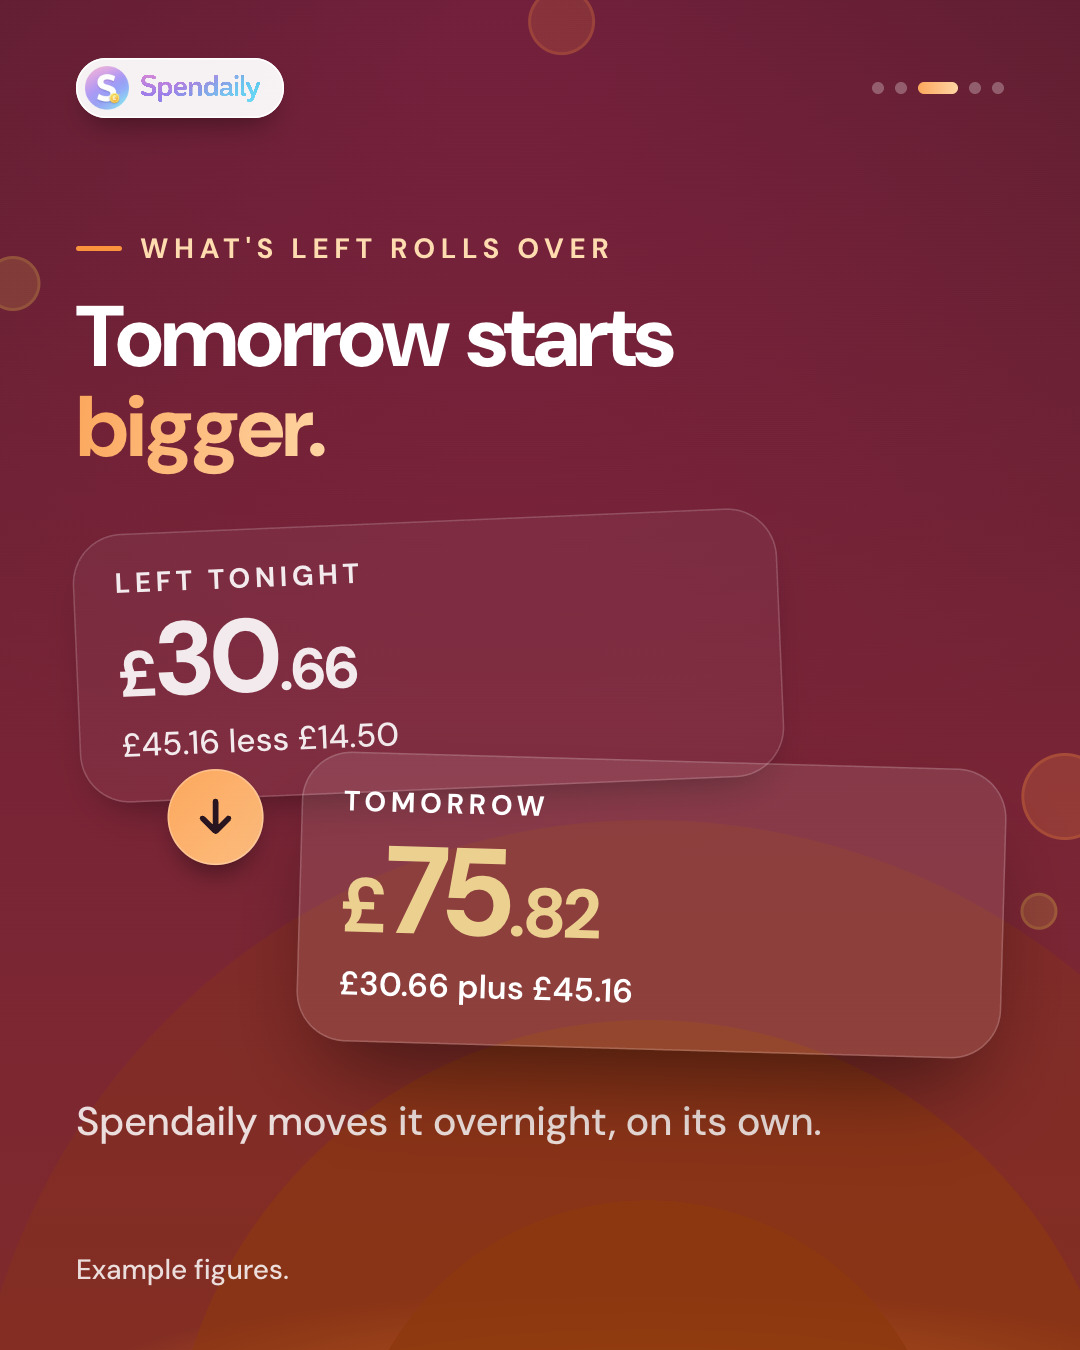 Spendaily
WHAT'S LEFT ROLLS OVER
Tomorrow starts
bigger.
LEFT TONIGHT
£30.66
£45.16 less £14.50
TOMORROW
£75.82
£30.66 plus £45.16
Spendaily moves it overnight, on its own.
Example figures.